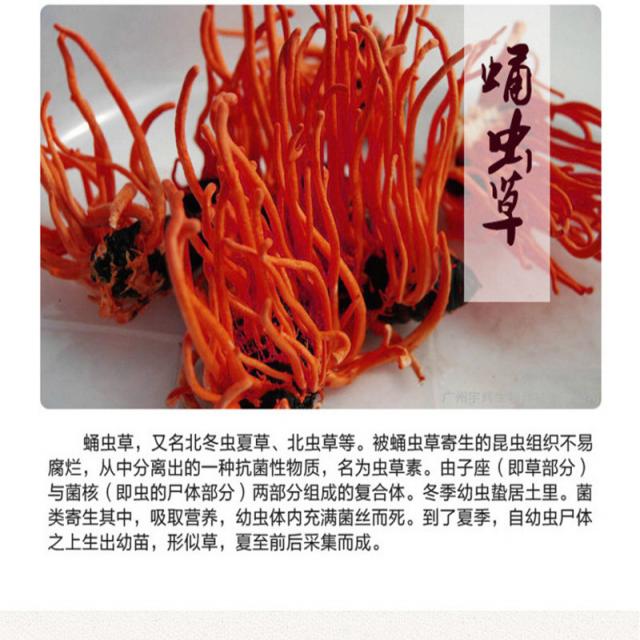 蛹虫草
蛹虫草，又名北冬虫夏草、北虫草等。被蛹虫草寄生的昆虫组织不易
腐烂，从中分离出的一种抗菌性物质，名为虫草素。由子座（即草部分）
与菌核（即虫的尸体部分）两部分组成的复合体。冬季幼虫蛰居土里。菌
类寄生其中，吸取营养，幼虫体内充满菌丝而死。到了夏季，自幼虫尸体
之上生出幼苗，形似草，夏至前后采集而成。